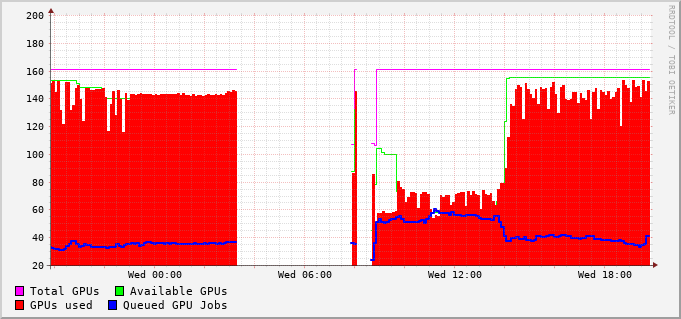 200
180
160
140
120
100
80
60
40
20
Wed 00:00 Wed 06:00 Wed 12:00 Wed 18:00
Total GPUs Available GPUs
GPUs used Queued GPU Jobs
RRDTOOL / TOBI OETIKER